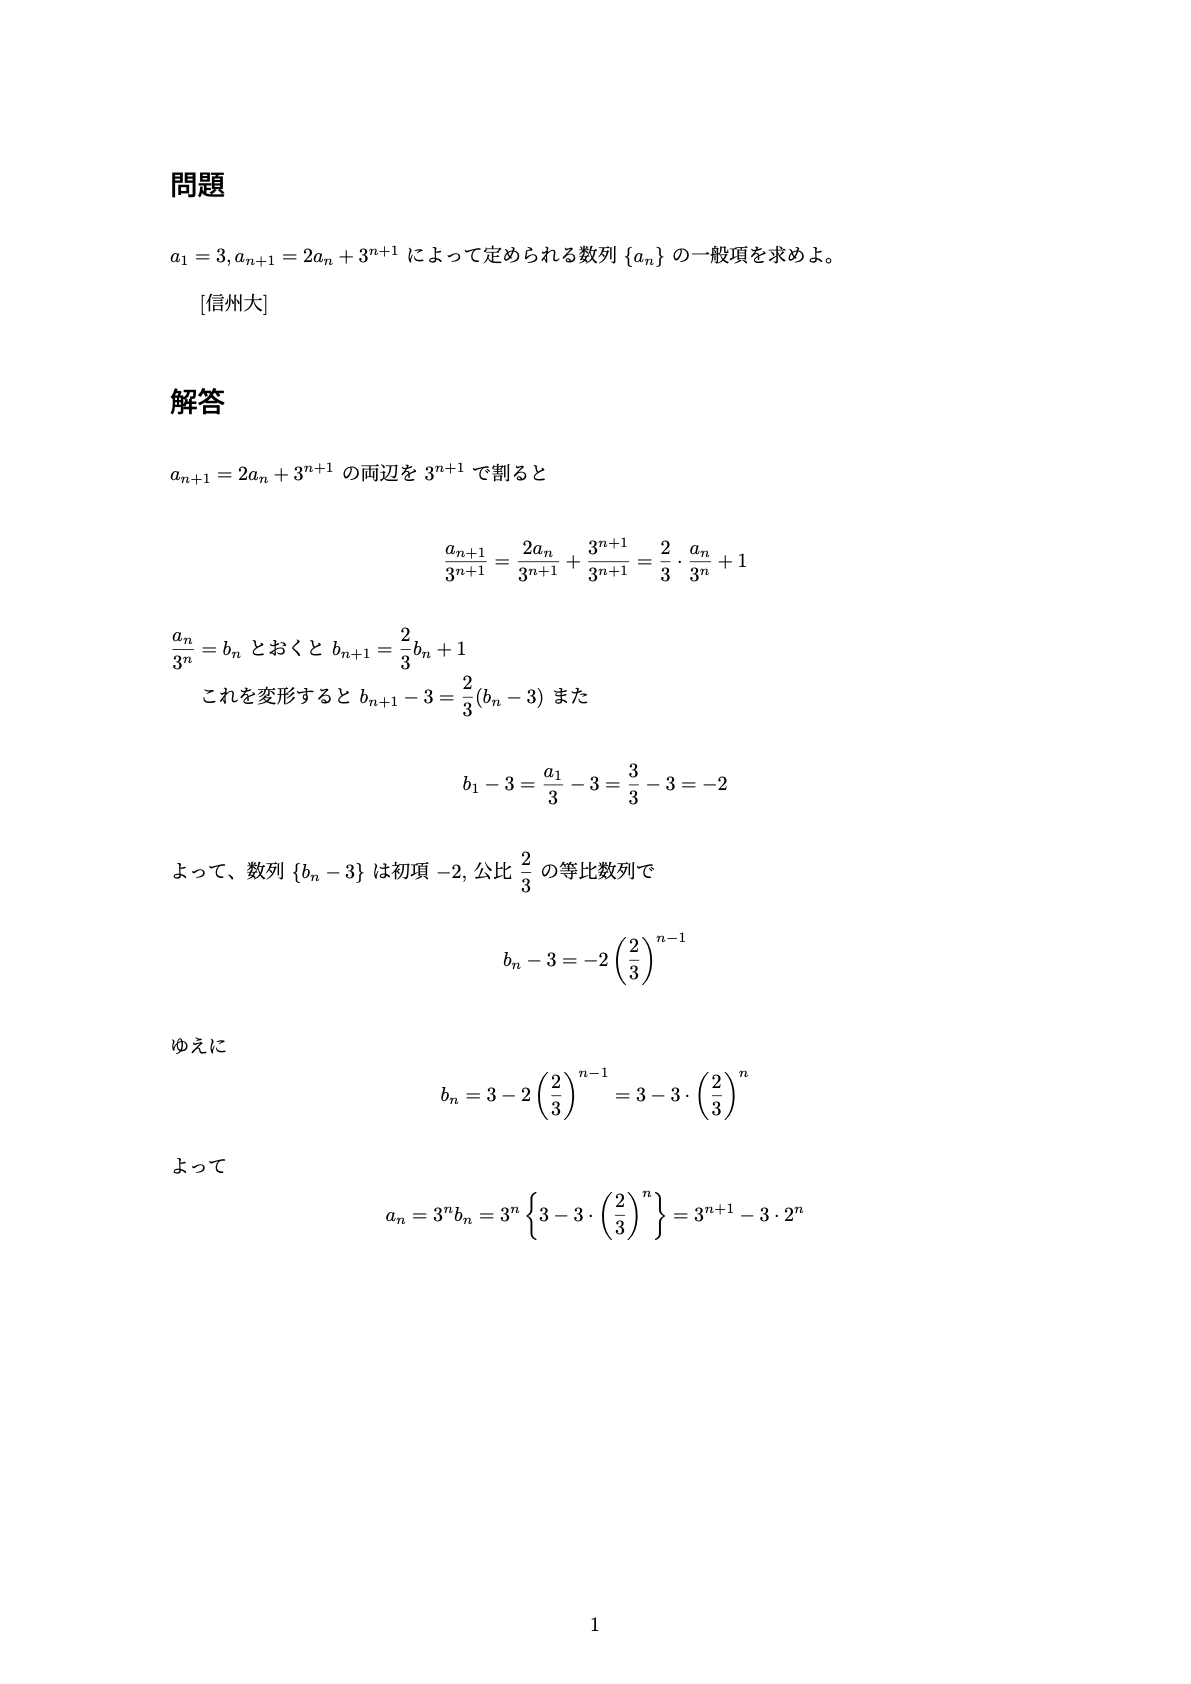 問題
$a_1 = 3, a_{n+1} = 2a_n + 3^{n+1}$ によって定められる数列 $\{a_n\}$ の一般項を求めよ。
[信州大]
解答
$a_{n+1} = 2a_n + 3^{n+1}$ の両辺を $3^{n+1}$ で割ると
$\frac{a_{n+1}}{3^{n+1}} = \frac{2a_n}{3^{n+1}} + \frac{3^{n+1}}{3^{n+1}} = \frac{2}{3} \cdot \frac{a_n}{3^n} + 1$
$\frac{a_n}{3^n} = b_n$ とおくと $b_{n+1} = \frac{2}{3}b_n + 1$
これを変形すると $b_{n+1} - 3 = \frac{2}{3}(b_n - 3)$ また
$b_1 - 3 = \frac{a_1}{3} - 3 = \frac{3}{3} - 3 = -2$
よって、数列 $\{b_n - 3\}$ は初項 $-2$, 公比 $\frac{2}{3}$ の等比数列で
$b_n - 3 = -2\left(\frac{2}{3}\right)^{n-1}$
ゆえに
$b_n = 3 - 2\left(\frac{2}{3}\right)^{n-1} = 3 - 3 \cdot \left(\frac{2}{3}\right)^n$
よって
$a_n = 3^n b_n = 3^n \left\{3 - 3 \cdot \left(\frac{2}{3}\right)^n\right\} = 3^{n+1} - 3 \cdot 2^n$
1